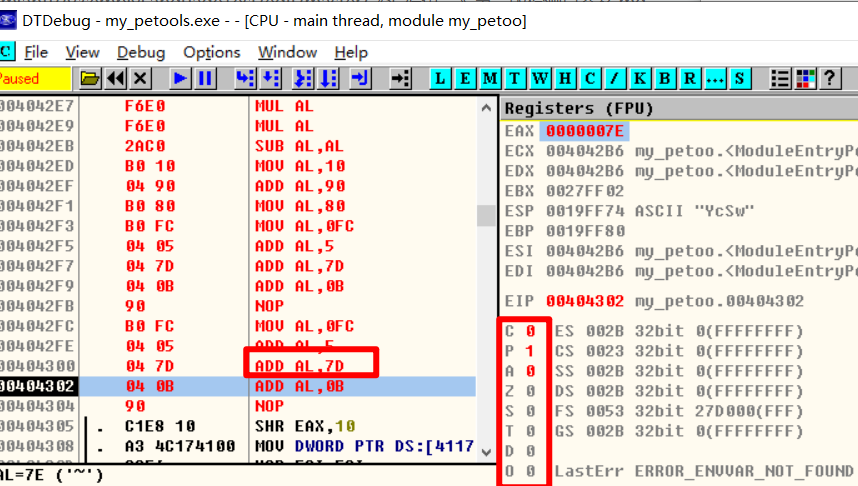 DTDebug - my_petools.exe - - [CPU - main thread, module my_petoo]
C File View Debug Options Window Help
Paused L E M T W H C / K B R ... S ?
004042E7 F6E0 MUL AL
004042E9 F6E0 MUL AL
004042EB 2AC0 SUB AL,AL
004042ED B0 10 MOV AL,10
004042EF 04 90 ADD AL,90
004042F1 B0 80 MOV AL,80
004042F3 B0 FC MOV AL,0FC
004042F5 04 05 ADD AL,5
004042F7 04 7D ADD AL,7D
004042F9 04 0B ADD AL,0B
004042FB 90 NOP
004042FC B0 FC MOV AL,0FC
004042FE 04 05 ADD AL,5
00404300 04 7D ADD AL,7D
00404302 04 0B ADD AL,0B
00404304 90 NOP
00404305 . C1E8 10 SHR EAX,10
00404308 . A3 4C174100 MOV DWORD PTR DS:[4117
AL=7E ('~')
Registers (FPU)
EAX 0000007E
ECX 004042B6 my_petoo.<ModuleEntryPo
EDX 004042B6 my_petoo.<ModuleEntryPo
EBX 0027FF02
ESP 0019FF74 ASCII "YcSw"
EBP 0019FF80
ESI 004042B6 my_petoo.<ModuleEntryPo
EDI 004042B6 my_petoo.<ModuleEntryPo
EIP 00404302 my_petoo.00404302
C 0 ES 002B 32bit 0(FFFFFFFF)
P 1 CS 0023 32bit 0(FFFFFFFF)
A 0 SS 002B 32bit 0(FFFFFFFF)
Z 0 DS 002B 32bit 0(FFFFFFFF)
S 0 FS 0053 32bit 27D000(FFF)
T 0 GS 002B 32bit 0(FFFFFFFF)
D 0
O 0 LastErr ERROR_ENVVAR_NOT_FOUND